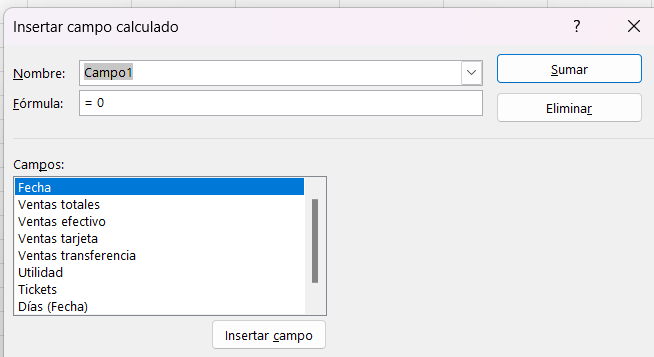 Insertar campo calculado ? ×
Nombre: Campo1 Sumar
Fórmula: = 0 Eliminar
Campos:
Fecha
Ventas totales
Ventas efectivo
Ventas tarjeta
Ventas transferencia
Utilidad
Tickets
Días (Fecha)
Insertar campo